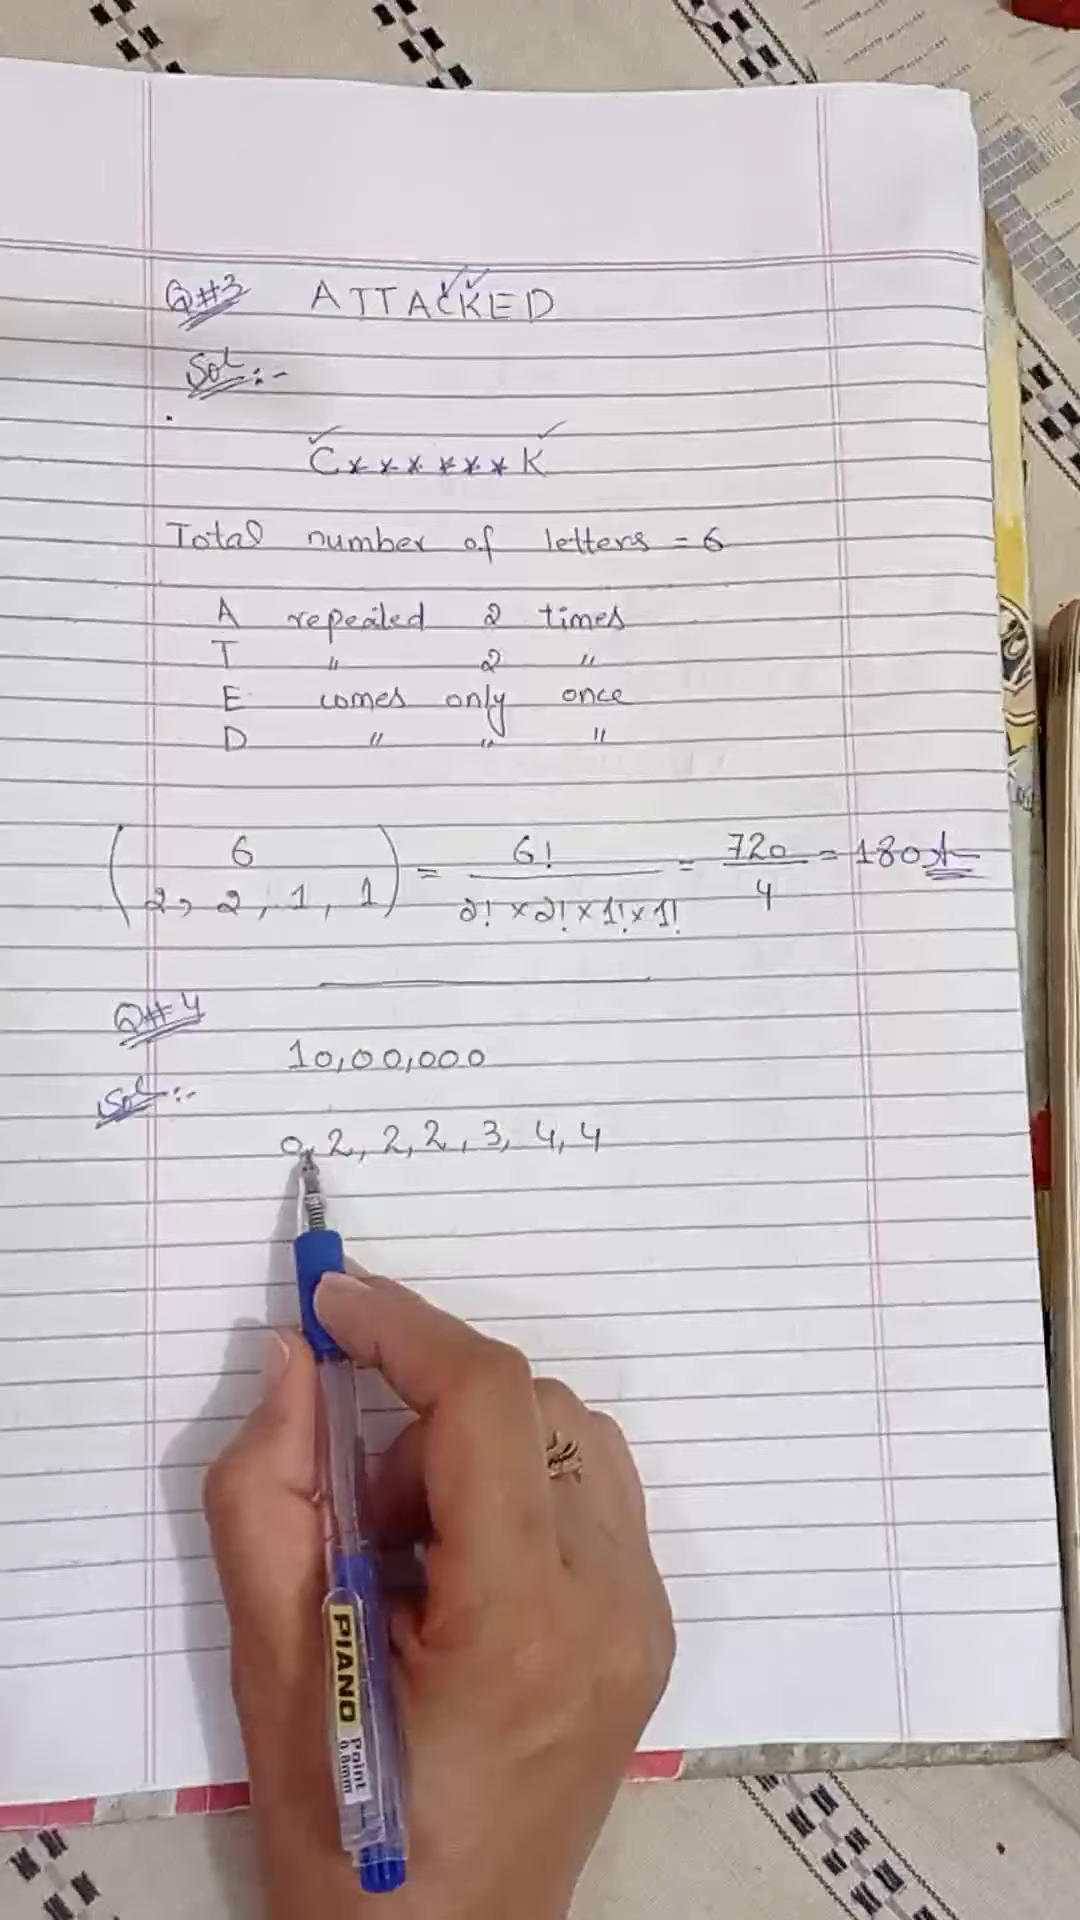 Q#3 ATTACKED
Sol:-
C******K
Total number of letters = 6
A repeated 2 times
T " 2 "
E comes only once
D " " "
(6 / 2, 2, 1, 1) = 6! / 2! × 2! × 1! × 1! = 720 / 4 = 180
Q#4
10,00,000
Sol:-
0, 2, 2, 2, 3, 4, 4
PIANO
Point
0.8mm